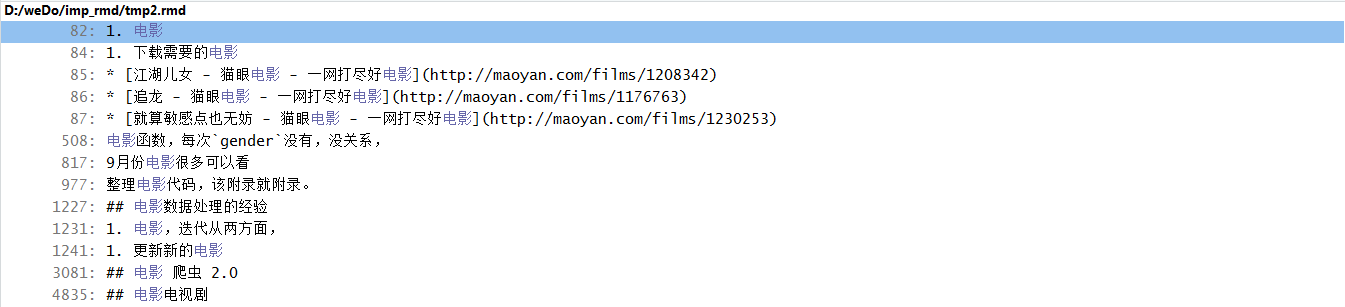 D:/weDo/imp_rmd/tmp2.rmd
82: 1. 电影
84: 1. 下载需要的电影
85: * [江湖儿女 - 猫眼电影 - 一网打尽好电影](http://maoyan.com/films/1208342)
86: * [追龙 - 猫眼电影 - 一网打尽好电影](http://maoyan.com/films/1176763)
87: * [就算敏感点也无妨 - 猫眼电影 - 一网打尽好电影](http://maoyan.com/films/1230253)
508: 电影函数，每次`gender`没有，没关系，
817: 9月份电影很多可以看
977: 整理电影代码，该附录就附录。
1227: ## 电影数据处理的经验
1231: 1. 电影，迭代从两方面，
1241: 1. 更新新的电影
3081: ## 电影 爬虫 2.0
4835: ## 电影电视剧